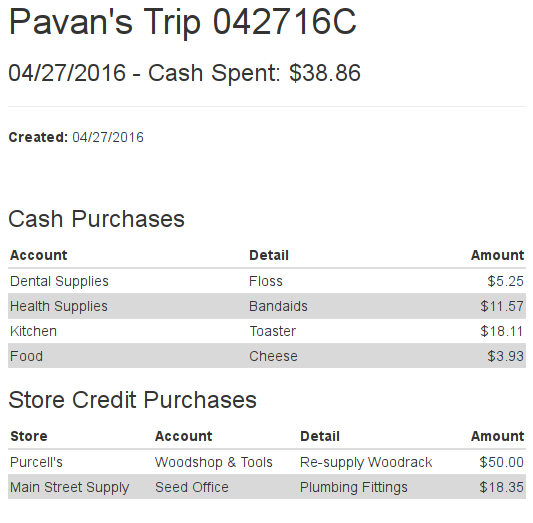 Pavan's Trip 042716C
04/27/2016 - Cash Spent: $38.86
Created: 04/27/2016
Cash Purchases
Account Detail Amount
Dental Supplies Floss $5.25
Health Supplies Bandaids $11.57
Kitchen Toaster $18.11
Food Cheese $3.93
Store Credit Purchases
Store Account Detail Amount
Purcell's Woodshop & Tools Re-supply Woodrack $50.00
Main Street Supply Seed Office Plumbing Fittings $18.35